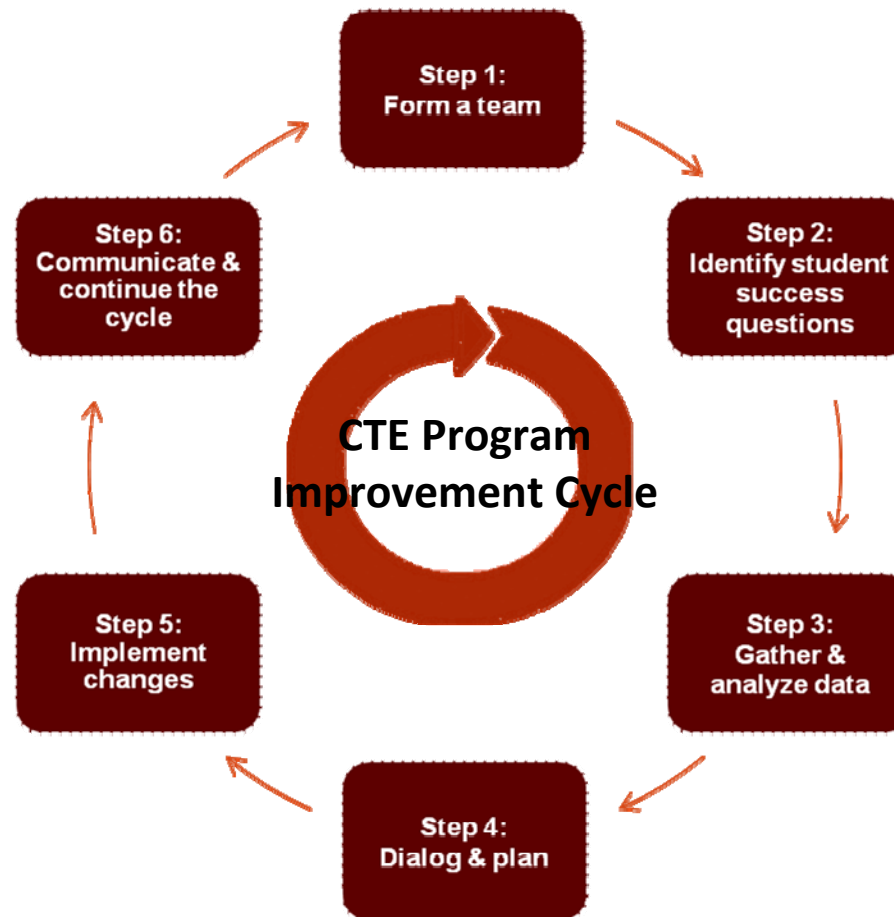 Step 1:
Form a team
Step 2:
Identify student
success
questions
Step 3:
Gather &
analyze data
Step 4:
Dialog & plan
Step 5:
Implement
changes
Step 6:
Communicate &
continue the
cycle
CTE Program
Improvement Cycle